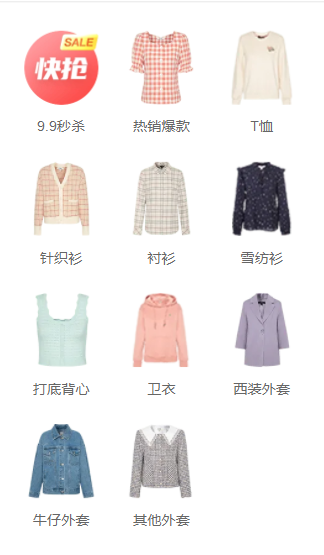 SALE
快抢
9.9秒杀
热销爆款
T恤
针织衫
衬衫
雪纺衫
打底背心
卫衣
西装外套
牛仔外套
其他外套